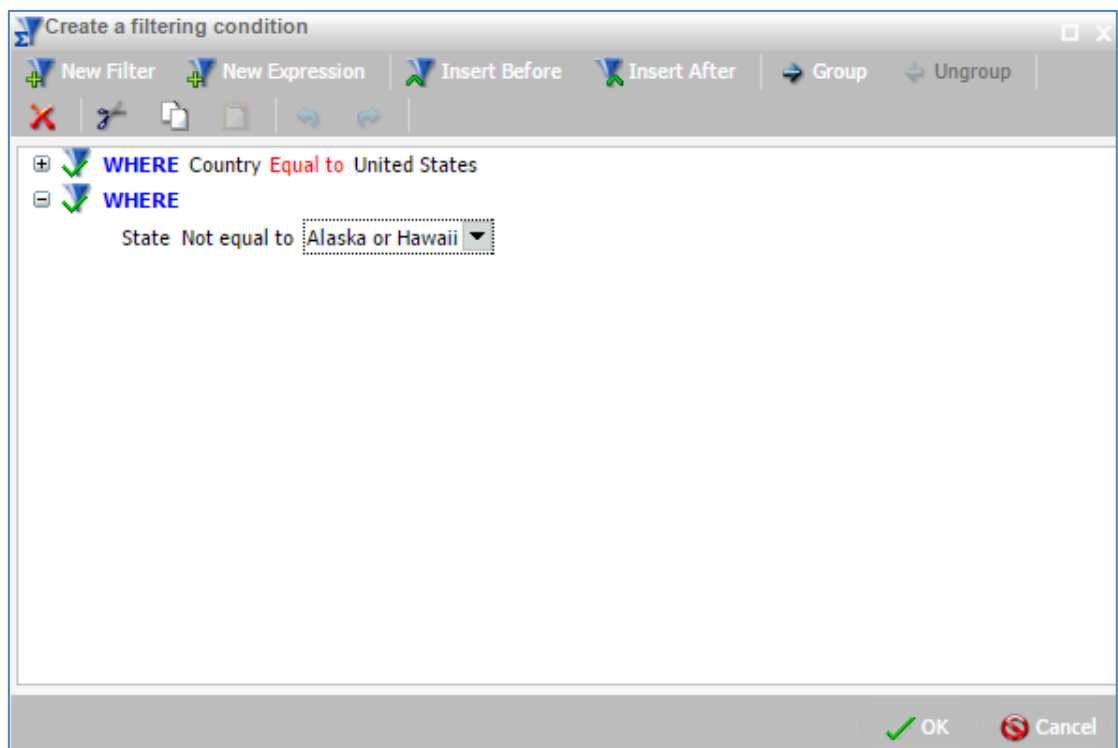 Create a filtering condition
New Filter New Expression Insert Before Insert After Group Ungroup
WHERE Country Equal to United States
WHERE
State Not equal to Alaska or Hawaii
OK Cancel